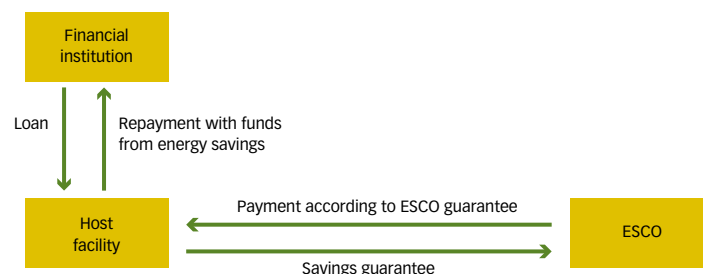 Financial
institution
Loan
Repayment with funds
from energy savings
Payment according to ESCO guarantee
Host
facility
ESCO
Savings guarantee